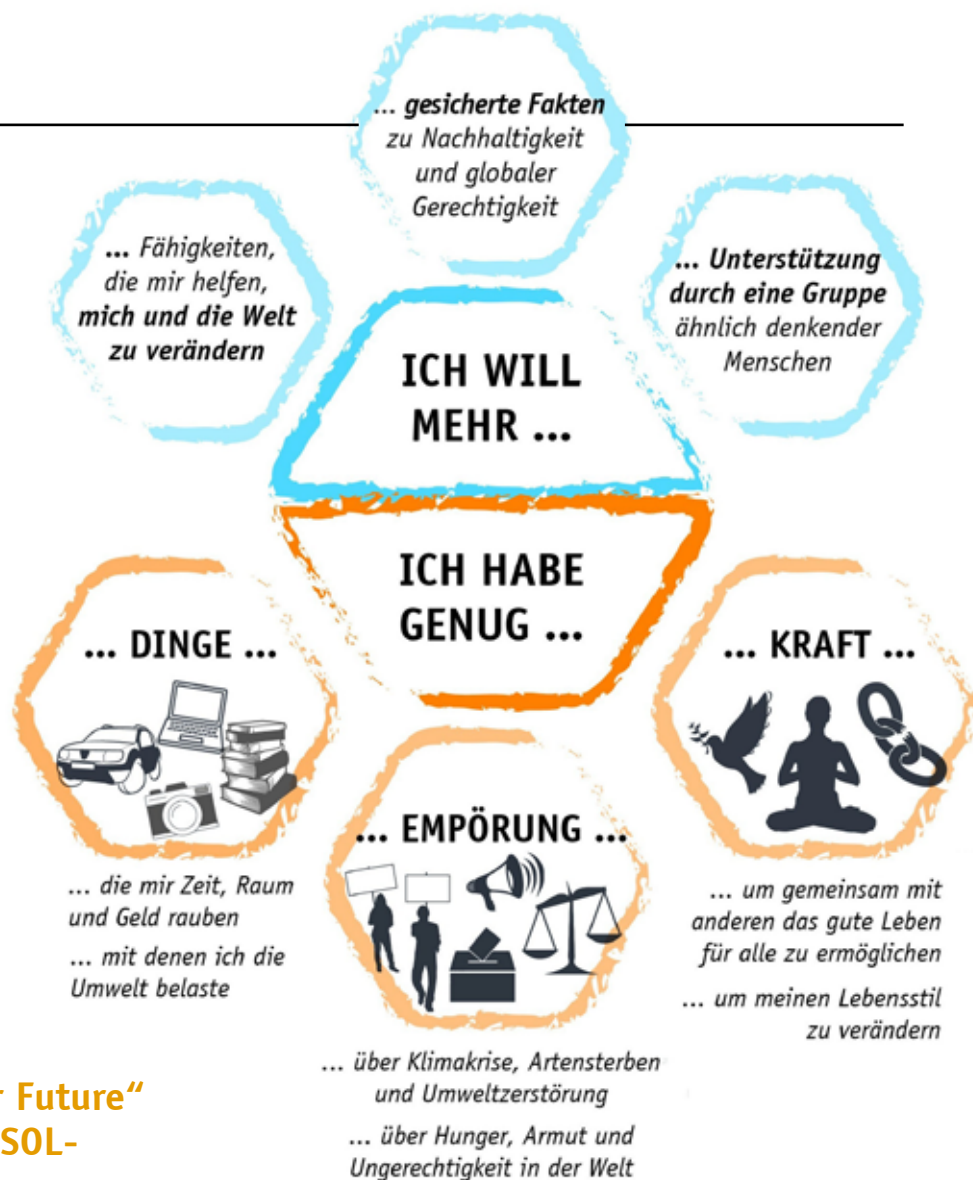 ... gesicherte Fakten
zu Nachhaltigkeit
und globaler
Gerechtigkeit
... Fähigkeiten,
die mir helfen,
mich und die Welt
zu verändern
... Unterstützung
durch eine Gruppe
ähnlich denkender
Menschen
ICH WILL
MEHR ...
ICH HABE
GENUG ...
... DINGE ...
... die mir Zeit, Raum
und Geld rauben
... mit denen ich die
Umwelt belaste
... EMPÖRUNG ...
... über Klimakrise, Artensterben
und Umweltzerstörung
... über Hunger, Armut und
Ungerechtigkeit in der Welt
... KRAFT ...
... um gemeinsam mit
anderen das gute Leben
für alle zu ermöglichen
... um meinen Lebensstil
zu verändern
Future“
SOL-